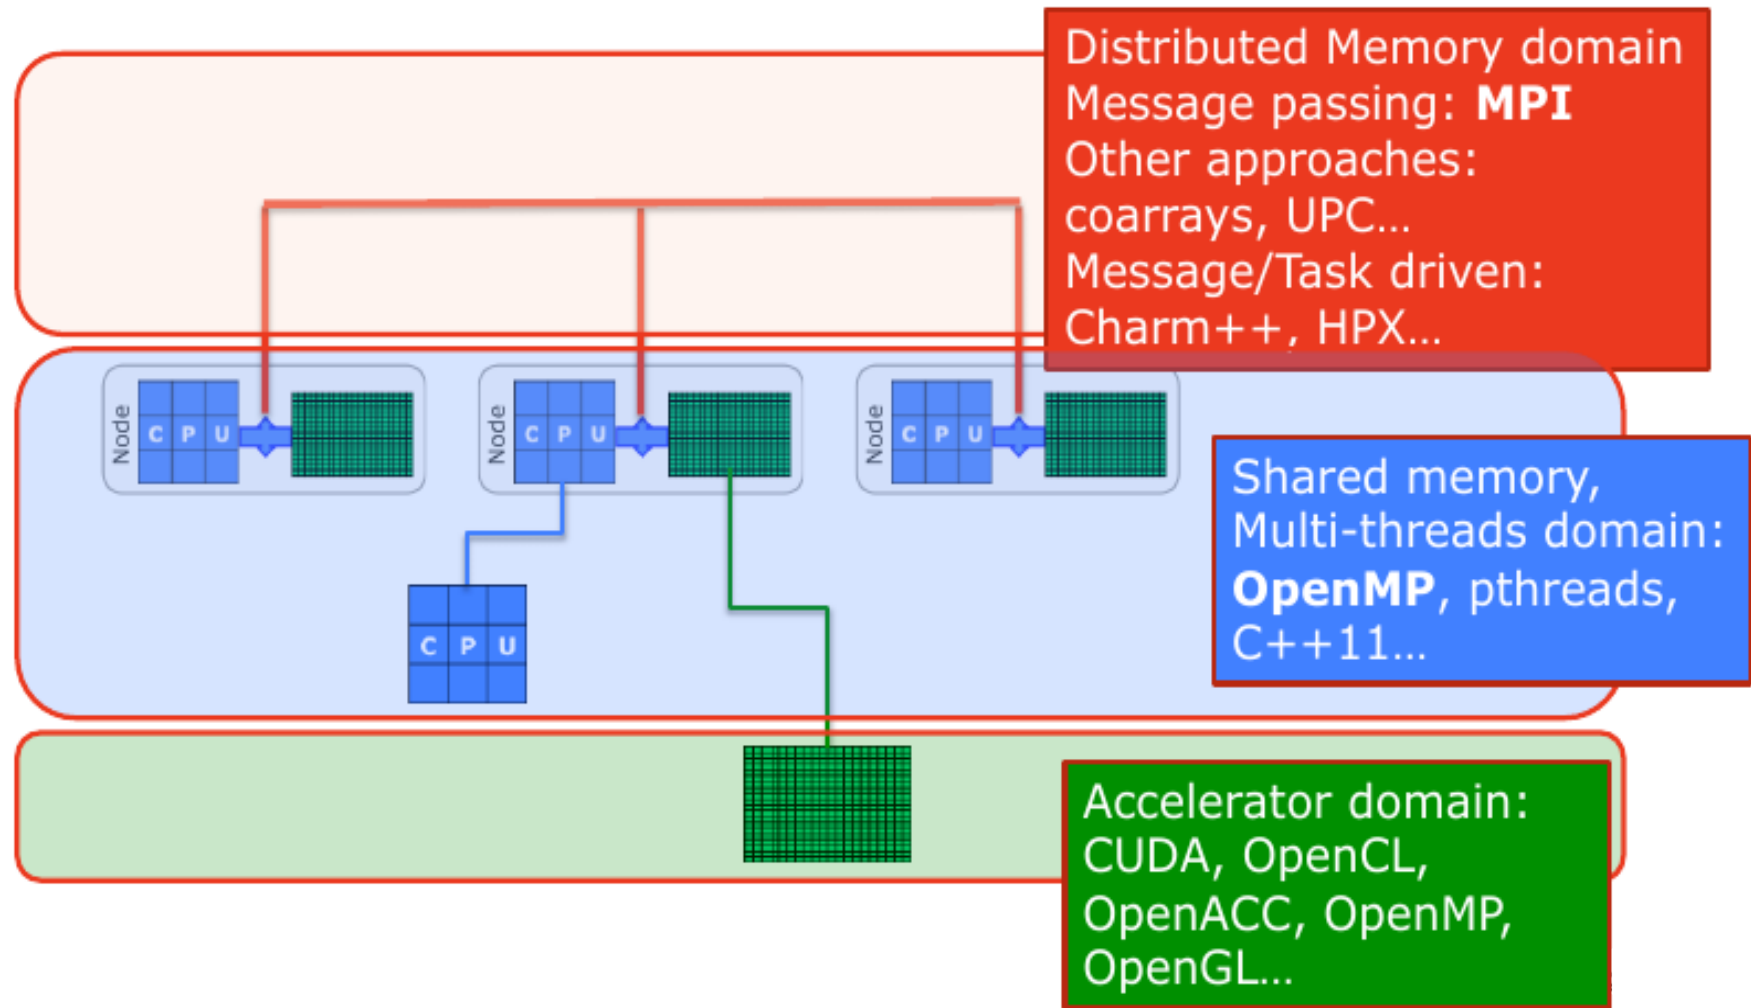 Distributed Memory domain
Message passing: MPI
Other approaches:
coarrays, UPC...
Message/Task driven:
Charm++, HPX...
Node
C P U
Node
C P U
Node
C P U
Shared memory,
Multi-threads domain:
OpenMP, pthreads,
C++11...
C P U
Accelerator domain:
CUDA, OpenCL,
OpenACC, OpenMP,
OpenGL...